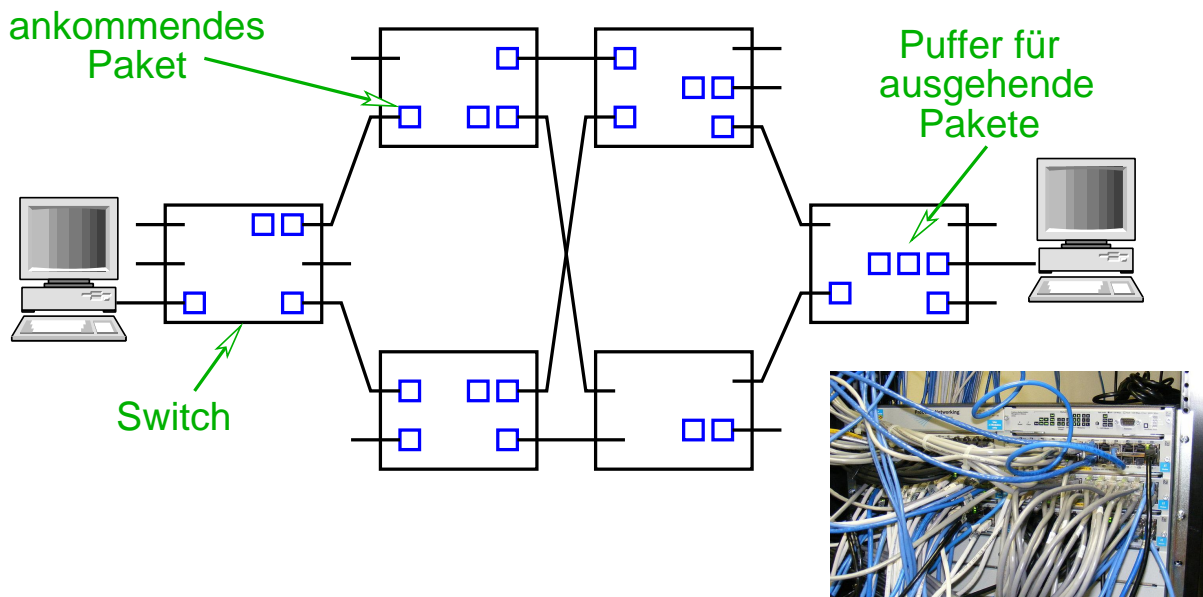 ankommendes
Paket
Puffer für
ausgehende
Pakete
Switch